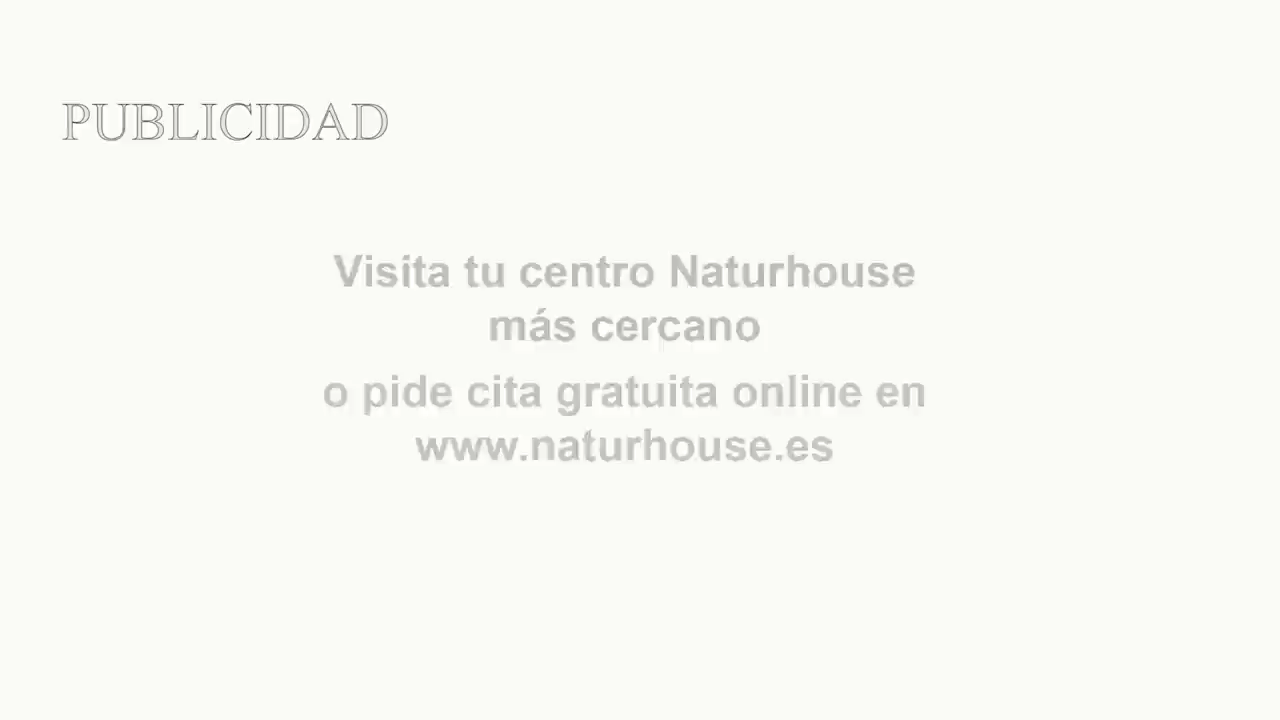 PUBLICIDAD
Visita tu centro Naturhouse
más cercano
o pide cita gratuita online en
www.naturhouse.es